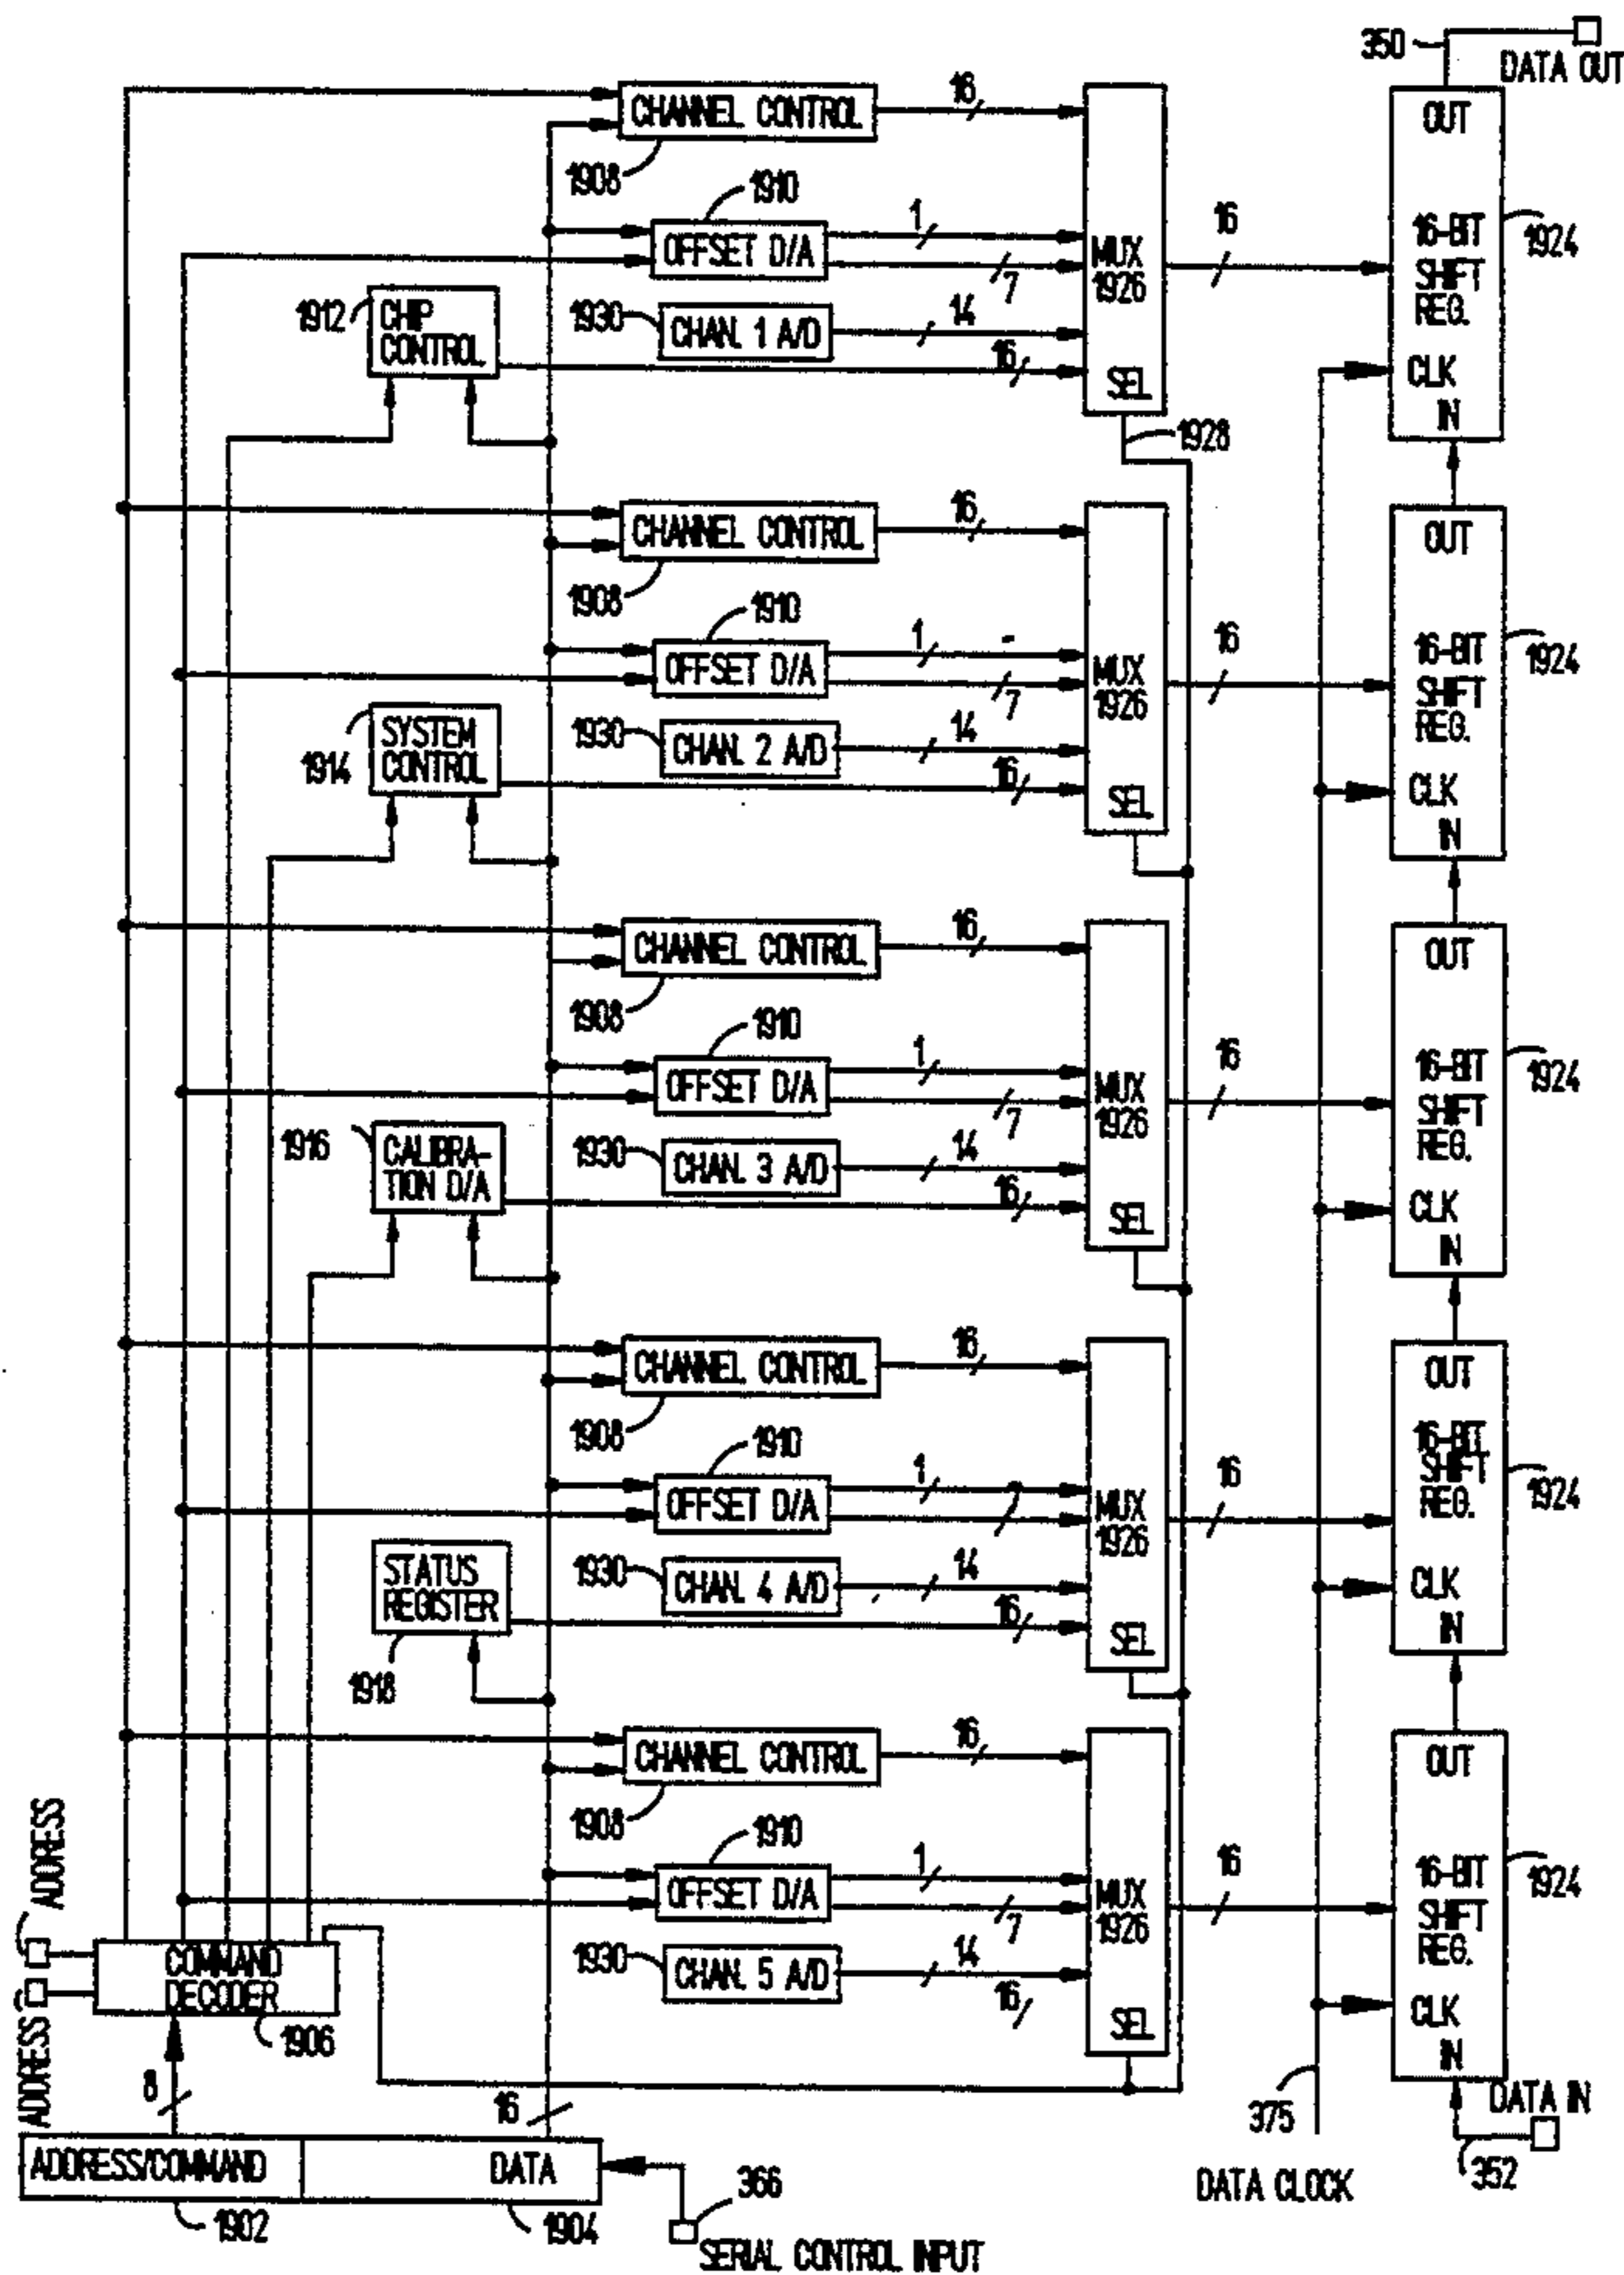 350
DATA OUT
CHANNEL CONTROL
16
OUT
1908
1910
OFFSET D/A
1
7
MUX
1926
16
16-BIT
SHIFT
REG.
1924
1912
CHIP
CONTROL
1930
CHAN. 1 A/D
14
16
SEL
CLK
IN
1928
CHANNEL CONTROL
16
OUT
1908
1910
OFFSET D/A
1
7
MUX
1926
16
16-BIT
SHIFT
REG.
1924
1914
SYSTEM
CONTROL
1930
CHAN. 2 A/D
14
16
SEL
CLK
IN
CHANNEL CONTROL
16
OUT
1908
1910
OFFSET D/A
1
7
MUX
1926
16
16-BIT
SHIFT
REG.
1924
1916
CALIBRA-
TION D/A
1930
CHAN. 3 A/D
14
16
SEL
CLK
IN
CHANNEL CONTROL
16
OUT
1908
1910
OFFSET D/A
1
7
MUX
1926
16
16-BIT
SHIFT
REG.
1924
STATUS
REGISTER
1918
1930
CHAN. 4 A/D
14
16
SEL
CLK
IN
CHANNEL CONTROL
16
OUT
1908
1910
OFFSET D/A
1
7
MUX
1926
16
16-BIT
SHIFT
REG.
1924
1930
CHAN. 5 A/D
14
16
SEL
CLK
IN
ADDRESS
ADDRESS
COMMAND
DECODER
1906
8
16
ADDRESS/COMMAND
DATA
1902
1904
366
SERIAL CONTROL INPUT
375
DATA CLOCK
DATA IN
352